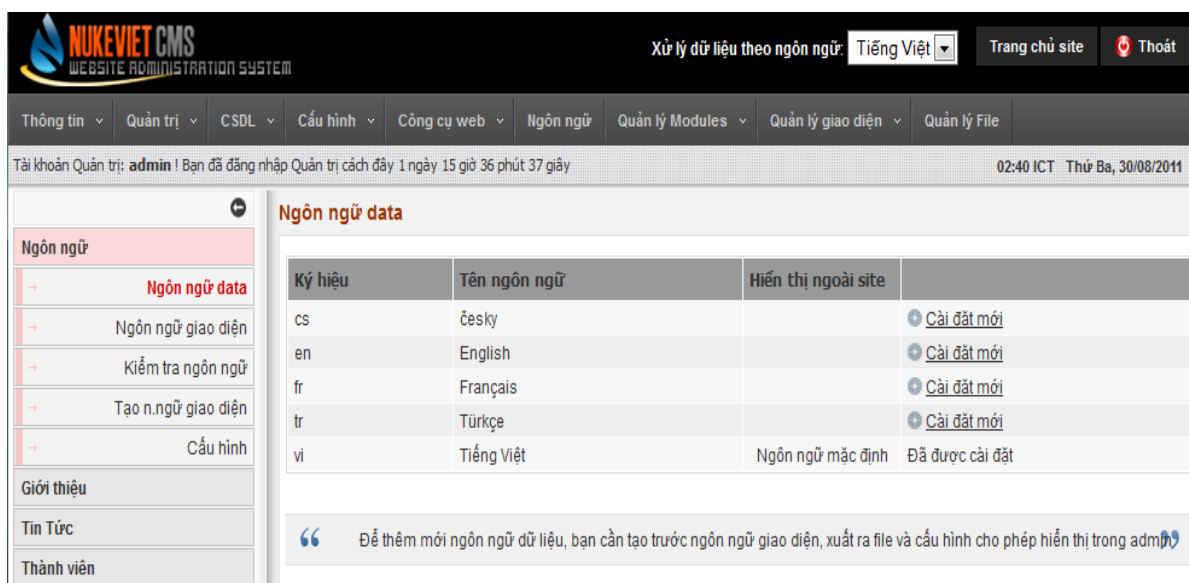 NUKEVIET CMS
WEBSITE ADMINISTRATION SYSTEM
Xử lý dữ liệu theo ngôn ngữ: Tiếng Việt Trang chủ site Thoát
Thông tin Quản trị CSDL Cấu hình Công cụ web Ngôn ngữ Quản lý Modules Quản lý giao diện Quản lý File
Tài khoản Quản trị: admin ! Bạn đã đăng nhập Quản trị cách đây 1 ngày 15 giờ 36 phút 37 giây 02:40 ICT Thứ Ba, 30/08/2011
Ngôn ngữ
Ngôn ngữ data
Ngôn ngữ giao diện
Kiểm tra ngôn ngữ
Tạo n.ngữ giao diện
Cấu hình
Giới thiệu
Tin Tức
Thành viên
Ngôn ngữ data
Ký hiệu Tên ngôn ngữ Hiển thị ngoài site
cs česky Cài đặt mới
en English Cài đặt mới
fr Français Cài đặt mới
tr Türkçe Cài đặt mới
vi Tiếng Việt Ngôn ngữ mặc định Đã được cài đặt
Để thêm mới ngôn ngữ dữ liệu, bạn cần tạo trước ngôn ngữ giao diện, xuất ra file và cấu hình cho phép hiển thị trong admin